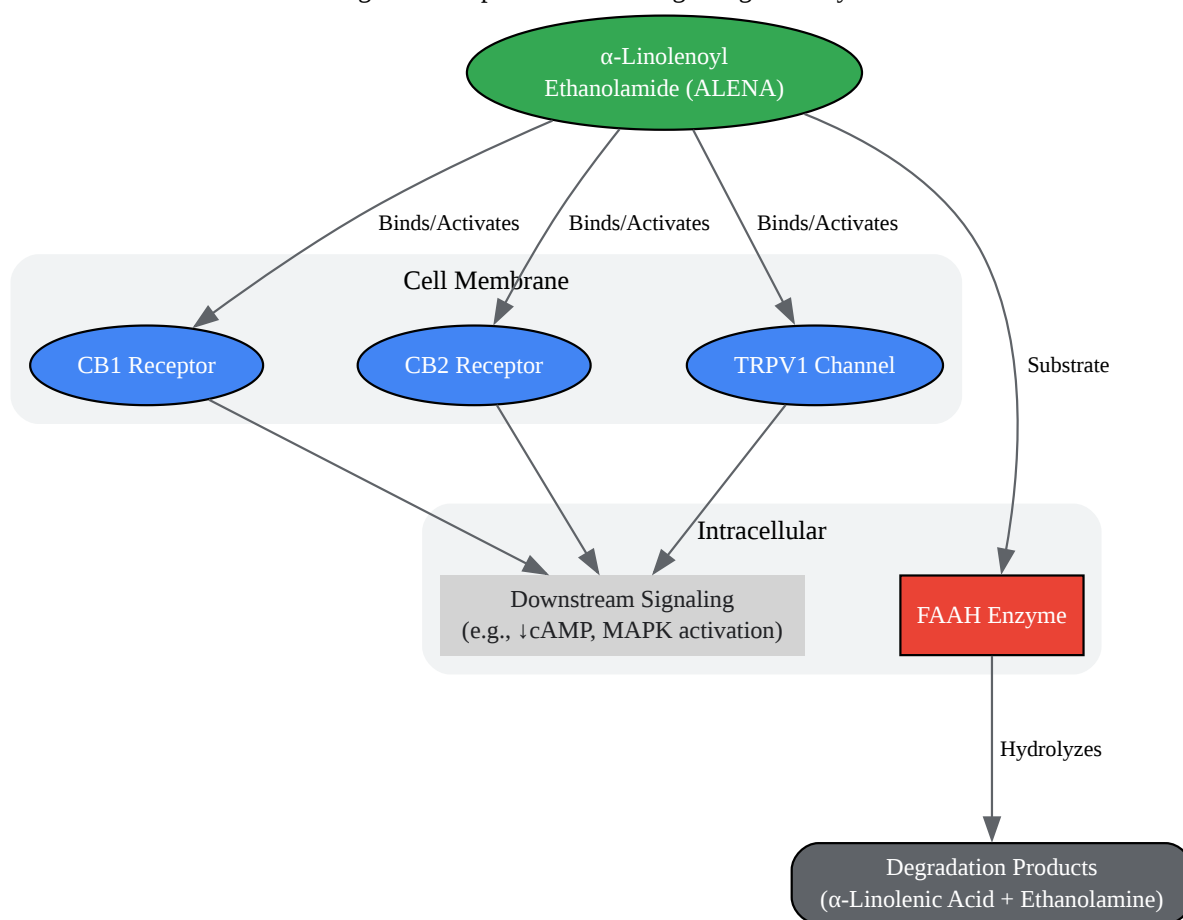 α-Linolenoyl
Ethanolamide (ALENA)
Binds/Activates
Binds/Activates
Binds/Activates
Cell Membrane
CB1 Receptor
CB2 Receptor
TRPV1 Channel
Substrate
Intracellular
Downstream Signaling
(e.g., ↓cAMP, MAPK activation)
FAAH Enzyme
Hydrolyzes
Degradation Products
(α-Linolenic Acid + Ethanolamine)